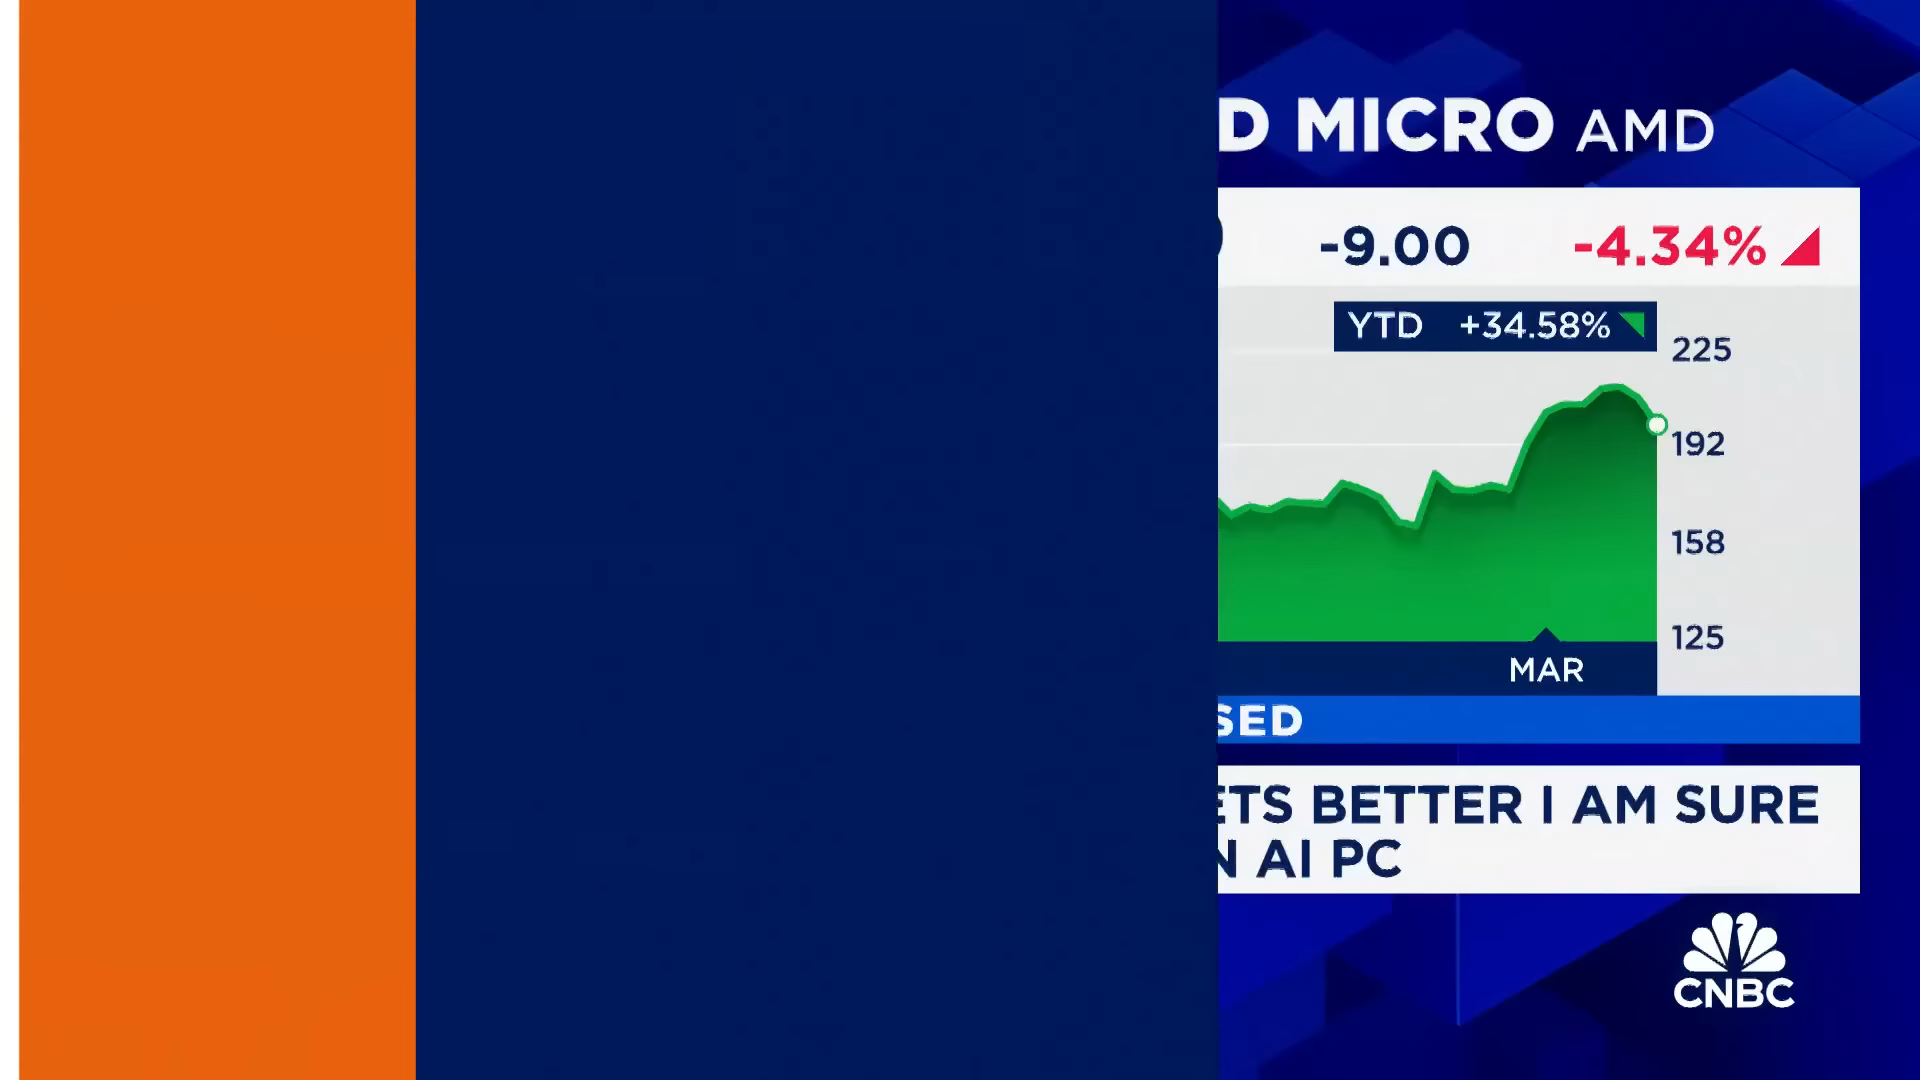 D MICRO AMD
-9.00 -4.34%
YTD +34.58%
225
192
158
125
MAR
SED
ETS BETTER I AM SURE
N AI PC
CNBC